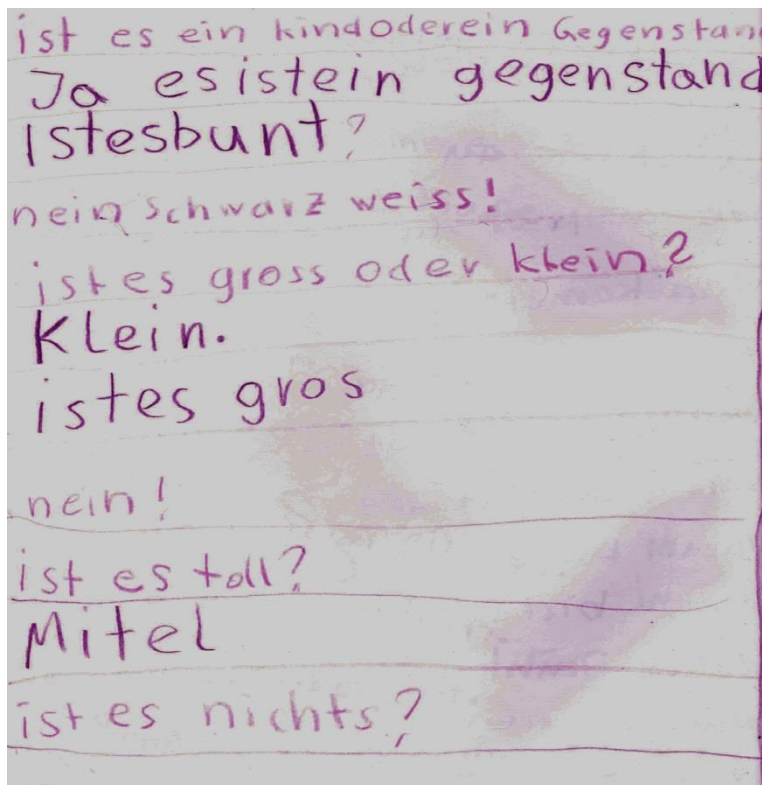 ist es ein kindoderein Gegenstan
Ja esistein gegenstand
Istesbunt?
nein schwarz weiss!
istes gross oder klein?
Klein.
istes gros
nein!
ist es toll?
Mitel
ist es nichts?